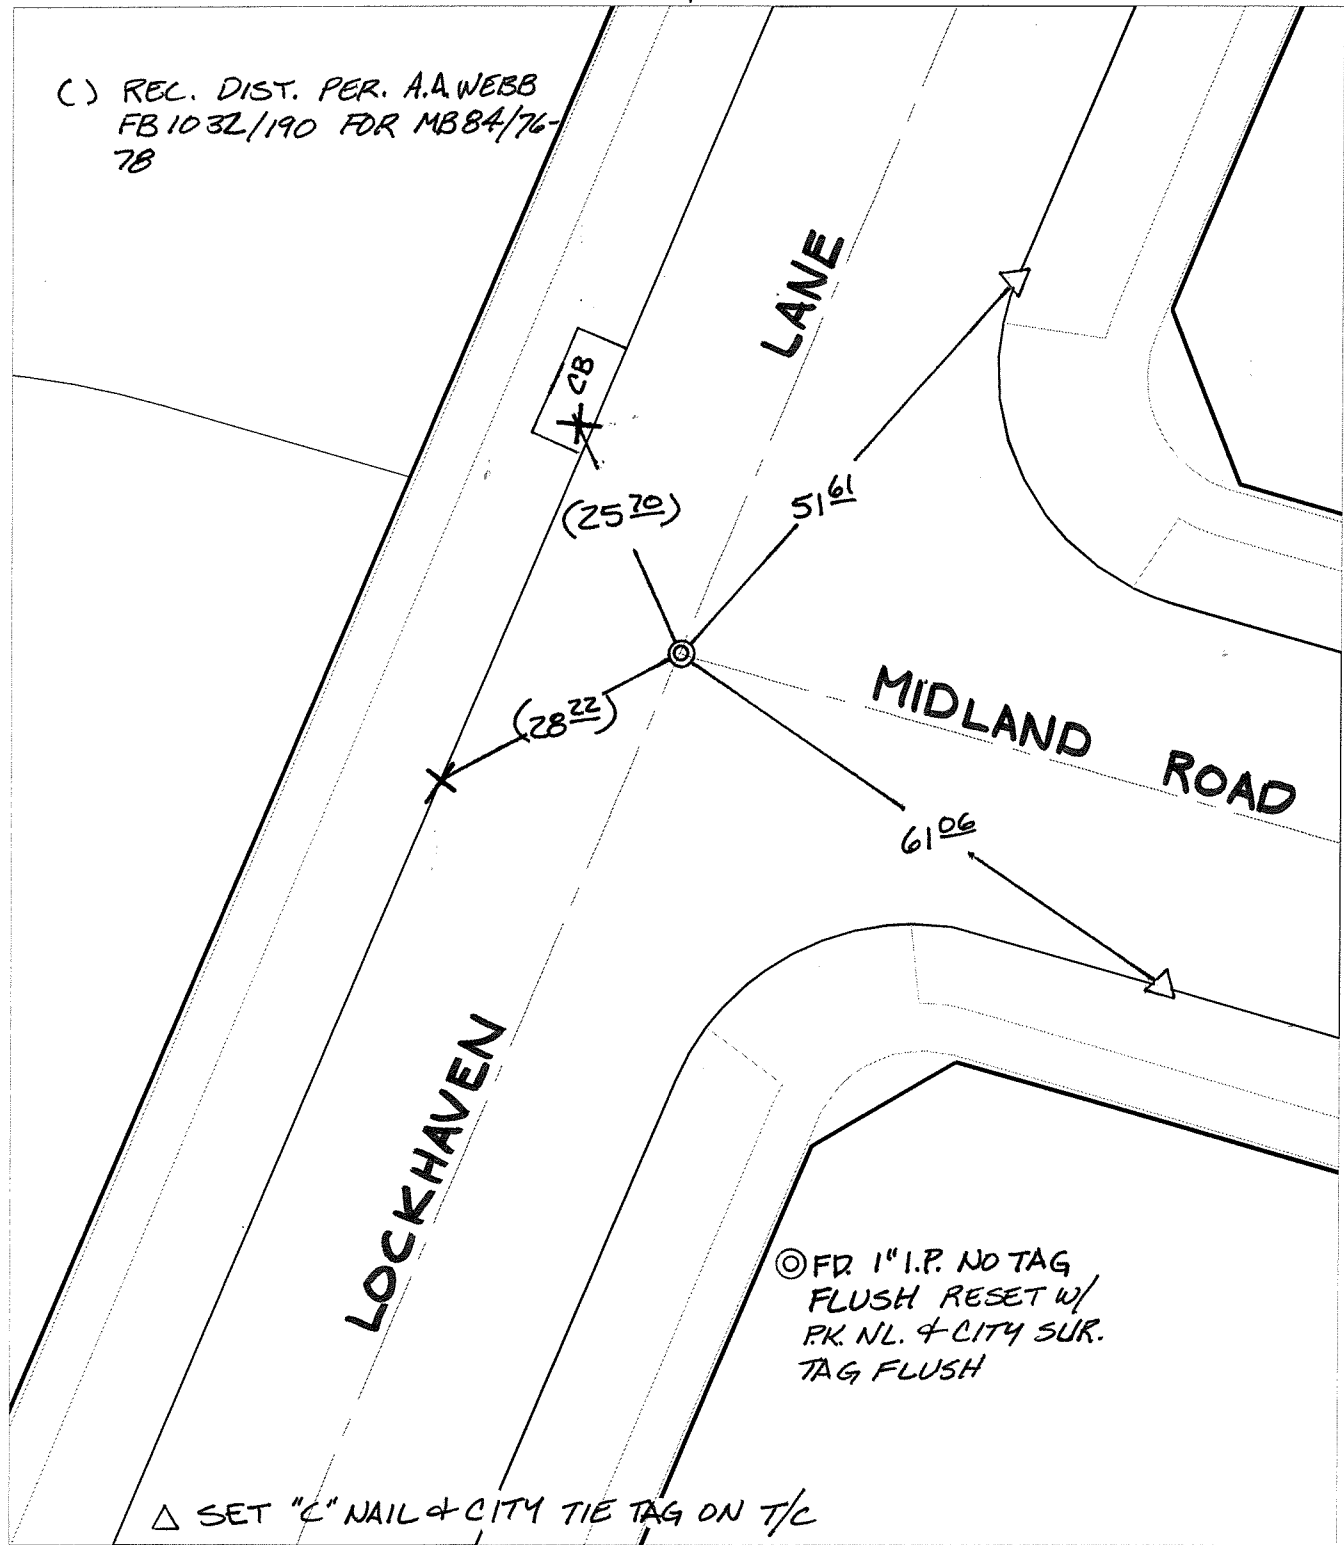 ( ) REC. DIST. PER. A.A. WEBB
FB 1032/190 FOR MB 84/76-
78
LANE
CB
(25 70)
51 61
(28 22)
MIDLAND ROAD
61 06
LOCKHAVEN
FD. 1" I.P. NO TAG
FLUSH RESET W/
P.K. NL. & CITY SUR.
TAG FLUSH
△ SET "C" NAIL & CITY TIE TAG ON T/C